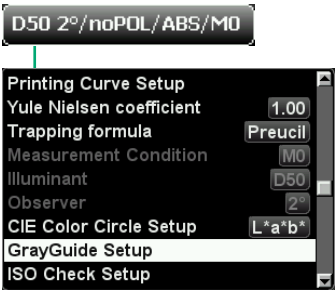 D50 2°/noPOL/ABS/M0
Printing Curve Setup
Yule Nielsen coefficient 1.00
Trapping formula Preucil
Measurement Condition M0
Illuminant D50
Observer 2°
CIE Color Circle Setup L*a*b*
GrayGuide Setup
ISO Check Setup